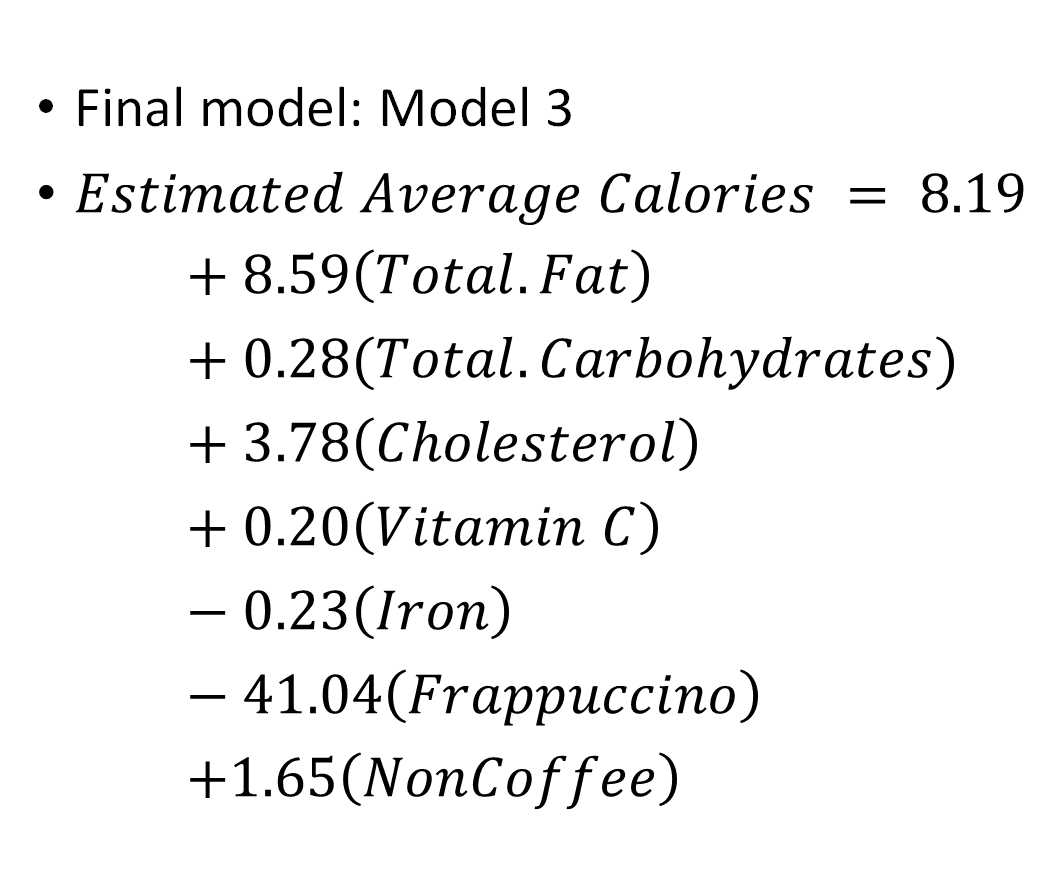 • Final model: Model 3
• Estimated Average Calories = 8.19
+ 8.59(Total.Fat)
+ 0.28(Total.Carbohydrates)
+ 3.78(Cholesterol)
+ 0.20(Vitamin C)
− 0.23(Iron)
− 41.04(Frappuccino)
+1.65(NonCoffee)